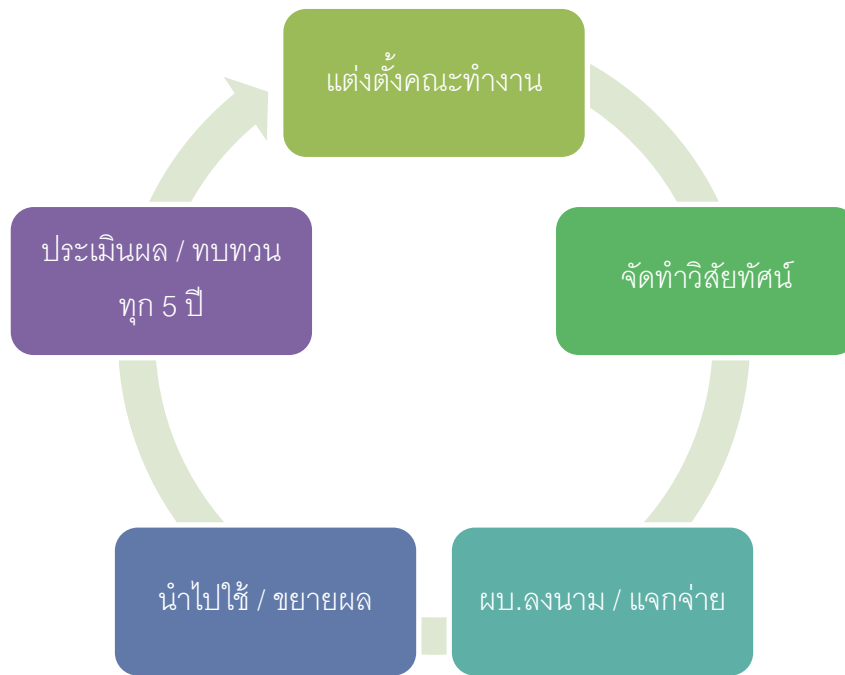 แต่งตั้งคณะทำงาน
จัดทำวิสัยทัศน์
ผบ.ลงนาม / แจกจ่าย
นำไปใช้ / ขยายผล
ประเมินผล / ทบทวน
ทุก 5 ปี